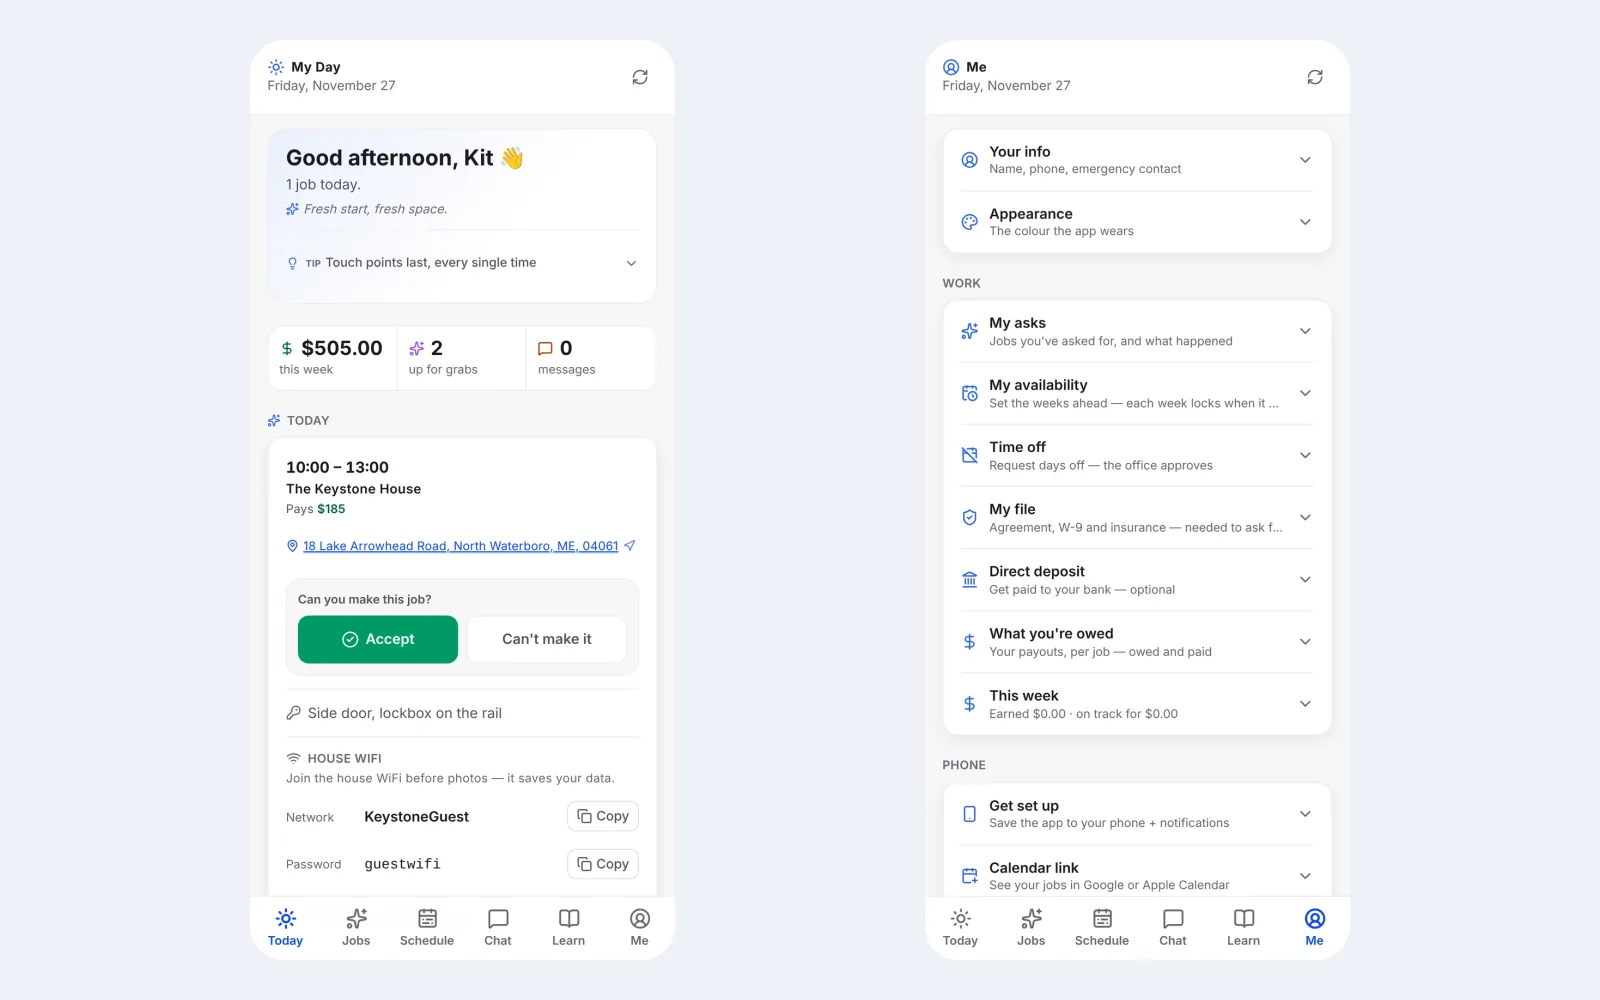 My Day
Friday, November 27
Good afternoon, Kit 👋
1 job today.
Fresh start, fresh space.
TIP Touch points last, every single time
$505.00
this week
2
up for grabs
0
messages
TODAY
10:00 – 13:00
The Keystone House
Pays $185
18 Lake Arrowhead Road, North Waterboro, ME, 04061
Can you make this job?
Accept
Can't make it
Side door, lockbox on the rail
HOUSE WIFI
Join the house WiFi before photos — it saves your data.
Network KeystoneGuest Copy
Password guestwifi Copy
Today Jobs Schedule Chat Learn Me
Me
Friday, November 27
Your info
Name, phone, emergency contact
Appearance
The colour the app wears
WORK
My asks
Jobs you've asked for, and what happened
My availability
Set the weeks ahead — each week locks when it ...
Time off
Request days off — the office approves
My file
Agreement, W-9 and insurance — needed to ask f...
Direct deposit
Get paid to your bank — optional
What you're owed
Your payouts, per job — owed and paid
This week
Earned $0.00 · on track for $0.00
PHONE
Get set up
Save the app to your phone + notifications
Calendar link
See your jobs in Google or Apple Calendar
Today Jobs Schedule Chat Learn Me